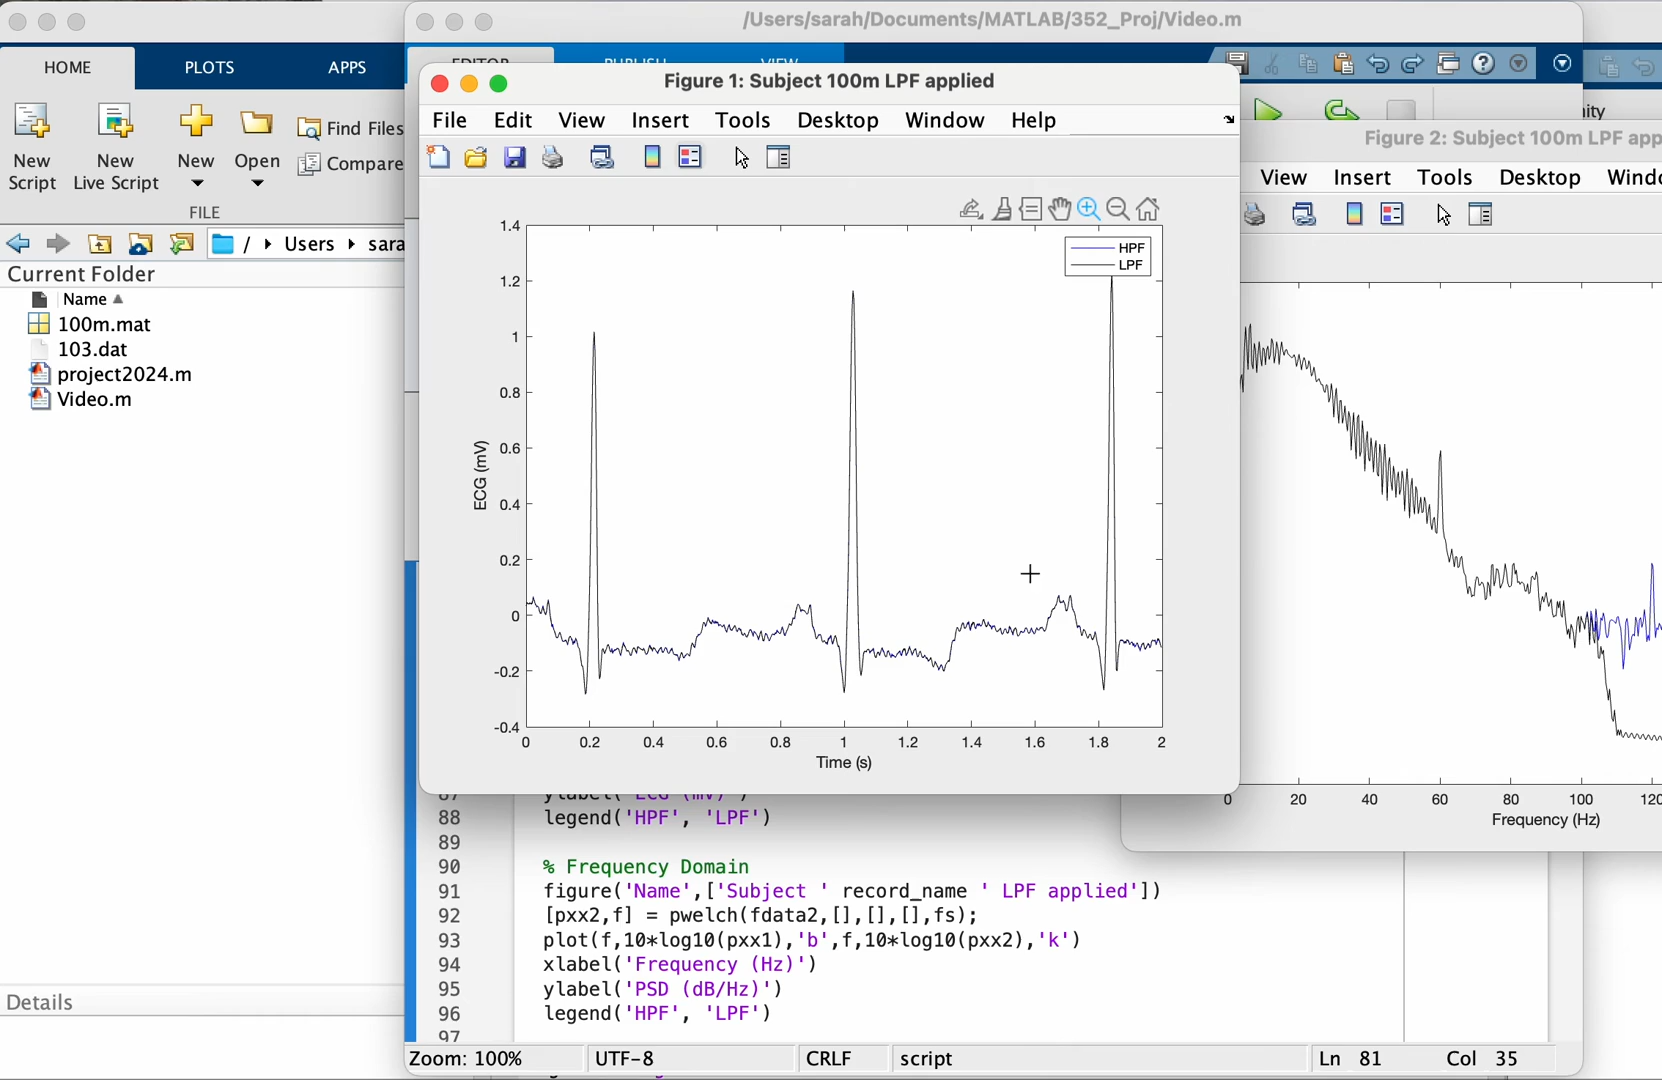 /Users/sarah/Documents/MATLAB/352_Proj/Video.m
HOME PLOTS APPS
EDITOR PUBLISH VIEW
New Script
New Live Script
New
Open
Find Files
Compare
FILE
/ Users
Current Folder
Name
100m.mat
103.dat
project2024.m
Video.m
Details
Figure 1: Subject 100m LPF applied
File Edit View Insert Tools Desktop Window Help
1.4
1.2
1
0.8
0.6
0.4
0.2
0
-0.2
-0.4
ECG (mV)
HPF
LPF
0 0.2 0.4 0.6 0.8 1 1.2 1.4 1.6 1.8 2
Time (s)
Figure 2: Subject 100m LPF app
View Insert Tools Desktop
0 20 40 60 80 100 120
Frequency (Hz)
87 ylabel('ECG (mV)')
88 legend('HPF', 'LPF')
89
90 % Frequency Domain
91 figure('Name',['Subject ' record_name ' LPF applied'])
92 [pxx2,f] = pwelch(fdata2,[],[],[],fs);
93 plot(f,10*log10(pxx1),'b',f,10*log10(pxx2),'k')
94 xlabel('Frequency (Hz)')
95 ylabel('PSD (dB/Hz)')
96 legend('HPF', 'LPF')
97
Zoom: 100% UTF-8 CRLF script Ln 81 Col 35